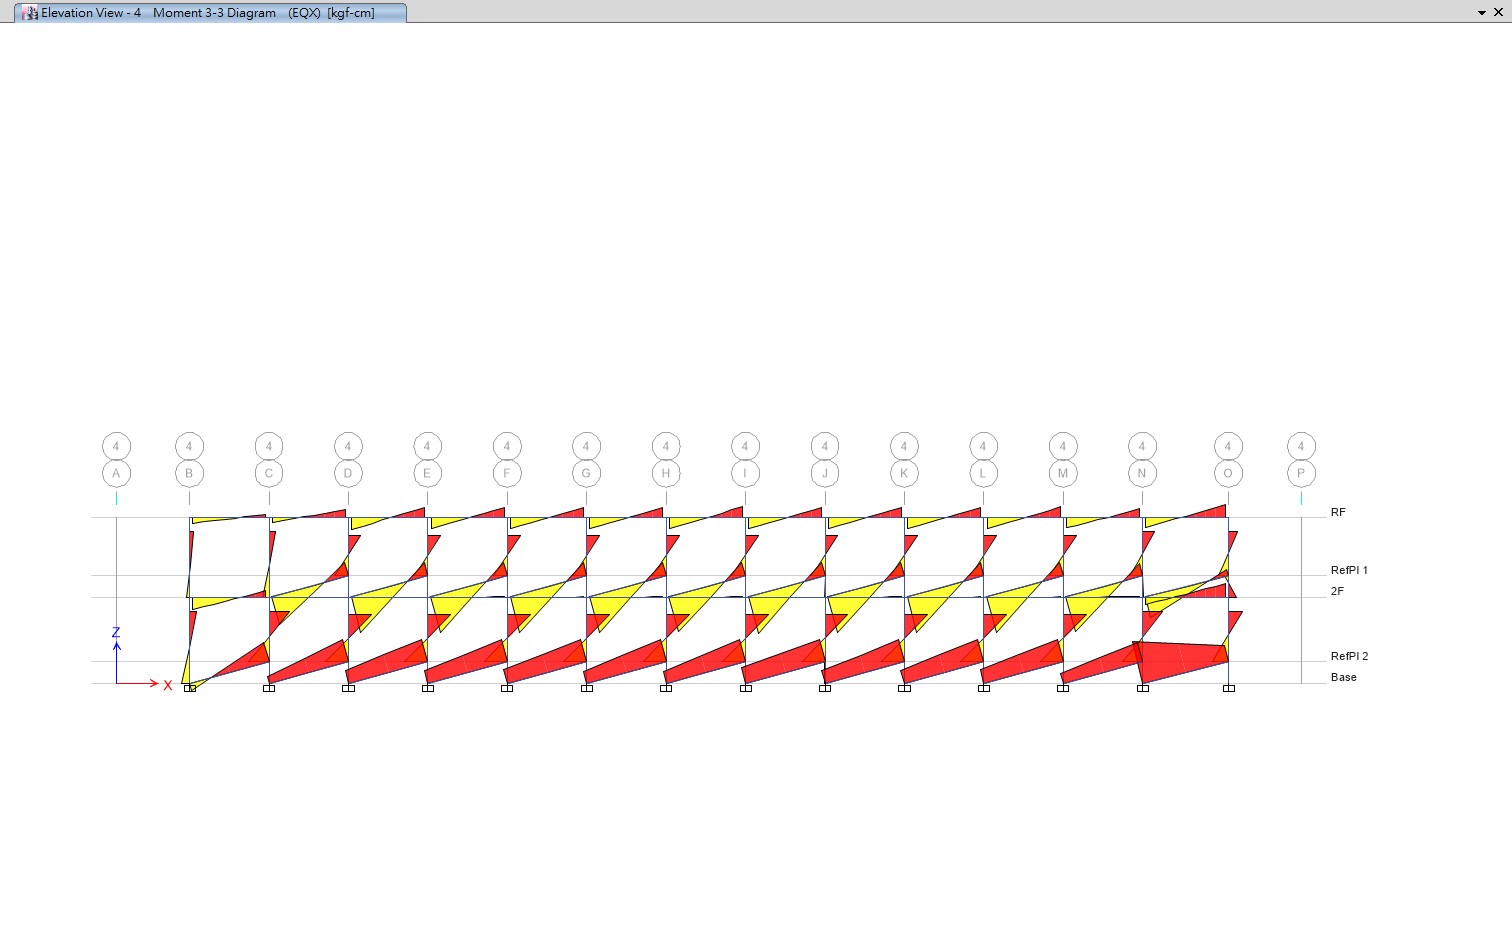 Elevation View - 4   Moment 3-3 Diagram   (EQX)  [kgf-cm]
4 4 4 4 4 4 4 4 4 4 4 4 4 4 4 4
A B C D E F G H I J K L M N O P
RF
RefPl 1
2F
Z
RefPl 2
Base
X